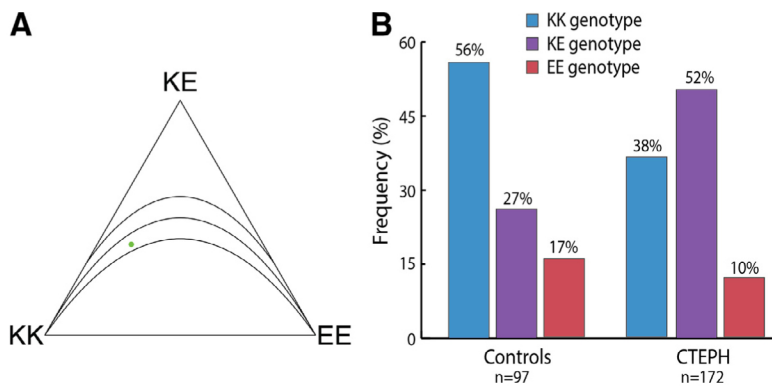 A
KE
KK
EE
B
KK genotype
KE genotype
EE genotype
Frequency (%)
60
45
30
15
0
56%
27%
17%
38%
52%
10%
Controls
n=97
CTEPH
n=172